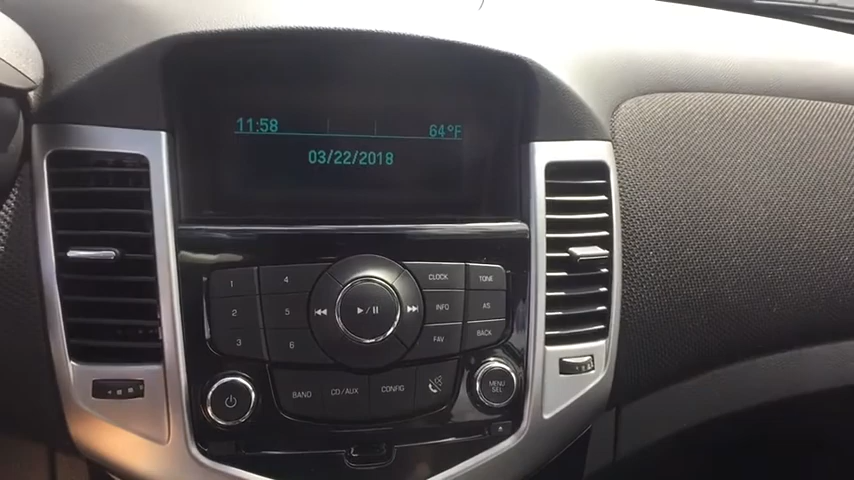 11:58 64°F
03/22/2018
1 4 CLOCK TONE
2 5 INFO AS
3 6 FAV BACK
BAND CD/AUX CONFIG
MENU
SEL